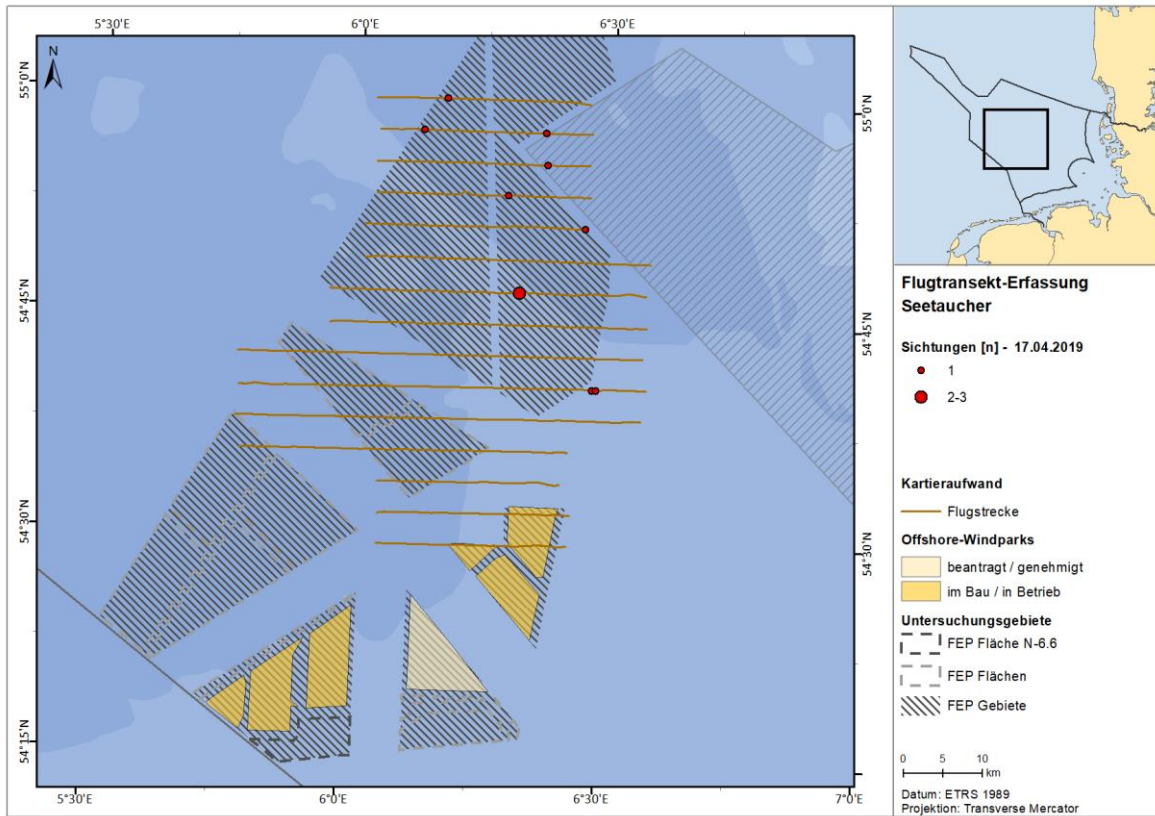 5°30'E
6°0'E
6°30'E
N
55°0'N
54°45'N
54°30'N
54°15'N
55°0'N
54°45'N
54°30'N
5°30'E
6°0'E
6°30'E
7°0'E
Flugtransekt-Erfassung
Seetaucher
Sichtungen [n] - 17.04.2019
1
2-3
Kartieraufwand
Flugstrecke
Offshore-Windparks
beantragt / genehmigt
im Bau / in Betrieb
Untersuchungsgebiete
FEP Fläche N-6.6
FEP Flächen
FEP Gebiete
0 5 10
km
Datum: ETRS 1989
Projektion: Transverse Mercator